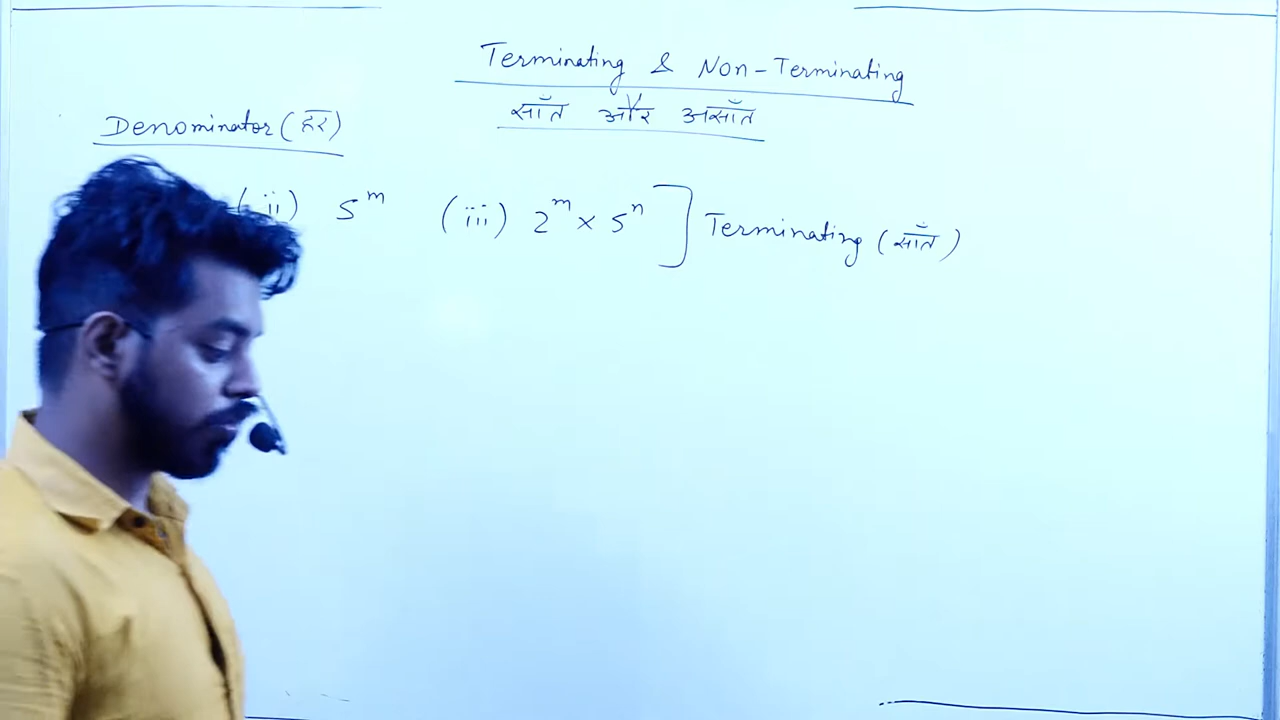 Terminating & Non-Terminating
साँत और असाँत
Denominator (हर)
(ii) 5^m (iii) 2^m × 5^n ] Terminating (साँत)